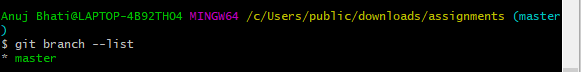 Anuj Bhati@LAPTOP-4B92TH04 MINGW64 /c/Users/public/downloads/assignments (master
)
$ git branch --list
* master